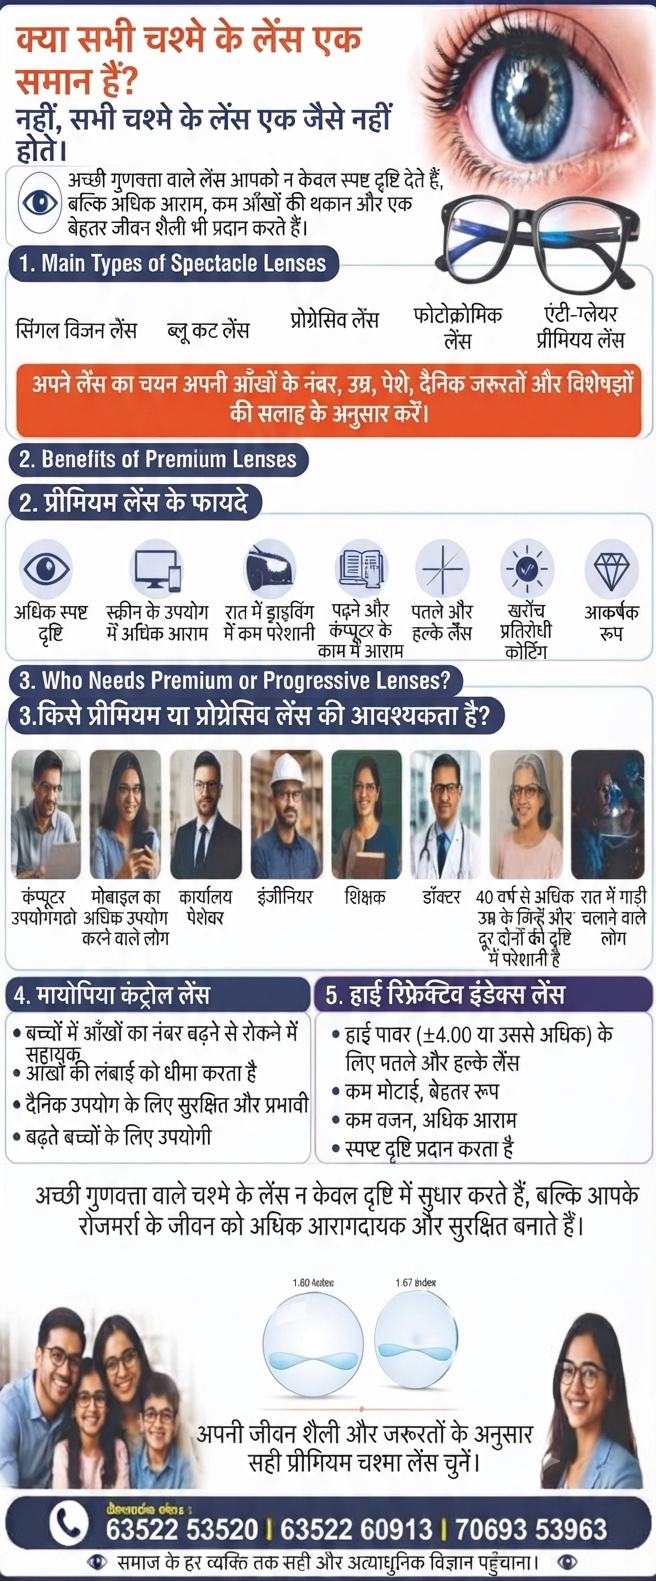 क्या सभी चश्मे के लेंस एक
समान हैं?
नहीं, सभी चश्मे के लेंस एक जैसे नहीं
होते।
अच्छी गुणवत्ता वाले लेंस आपको न केवल स्पष्ट दृष्टि देते हैं,
बल्कि अधिक आराम, कम आँखों की थकान और एक
बेहतर जीवन शैली भी प्रदान करते हैं।
1. Main Types of Spectacle Lenses
सिंगल विजन लेंस
ब्लू कट लेंस
प्रोग्रेसिव लेंस
फोटोक्रोमिक
लेंस
एंटी-ग्लेयर
प्रीमियय लेंस
अपने लेंस का चयन अपनी आँखों के नंबर, उम्र, पेशे, दैनिक जरुरतों और विशेषझों
की सलाह के अनुसार करें।
2. Benefits of Premium Lenses
2. प्रीमियम लेंस के फायदे
अधिक स्पष्ट
दृष्टि
स्क्रीन के उपयोग
में अधिक आराम
रात में ड्राइविंग
में कम परेशानी
पढ़ने और
कंप्यूटर के
काम में आराम
पतले और
हल्के लेंस
खरोंच
प्रतिरोधी
कोर्टिंग
आकर्षक
रूप
3. Who Needs Premium or Progressive Lenses?
3.किसे प्रीमियम या प्रोग्रेसिव लेंस की आवश्यकता है?
कंप्यूटर
मोबाइल का
अधिक उपयोग
करने वाले लोग
कार्यालय
पेशेवर
इंजीनियर
शिक्षक
डॉक्टर
40 वर्ष से अधिक
उम्र के जिन्हें और
दूर दोनों की दृष्टि
में परेशानी है
रात में गाड़ी
चलाने वाले
लोग
4. मायोपिया कंट्रोल लेंस
• बच्चों में आँखों का नंबर बढ़ने से रोकने में
सहायक
• आंखों की लंबाई को धीमा करता है
• दैनिक उपयोग के लिए सुरक्षित और प्रभावी
• बढ़ते बच्चों के लिए उपयोगी
5. हाई रिफ्रेक्टिव इंडेक्स लेंस
• हाई पावर (±4.00 या उससे अधिक) के
लिए पतले और हल्के लेंस
• कम मोटाई, बेहतर रूप
• कम वजन, अधिक आराम
• स्पष्ट दृष्टि प्रदान करता है
अच्छी गुणवत्ता वाले चश्मे के लेंस न केवल दृष्टि में सुधार करते हैं, बल्कि आपके
रोजमर्रा के जीवन को अधिक आरागदायक और सुरक्षित बनाते हैं।
1.60
1.67 index
अपनी जीवन शैली और जरूरतों के अनुसार
सही प्रीमियम चश्मा लेंस चुनें।
63522 53520 | 63522 60913 | 70693 53963
समाज के हर व्यक्ति तक सही और अत्याधुनिक विज्ञान पहुँचाना।